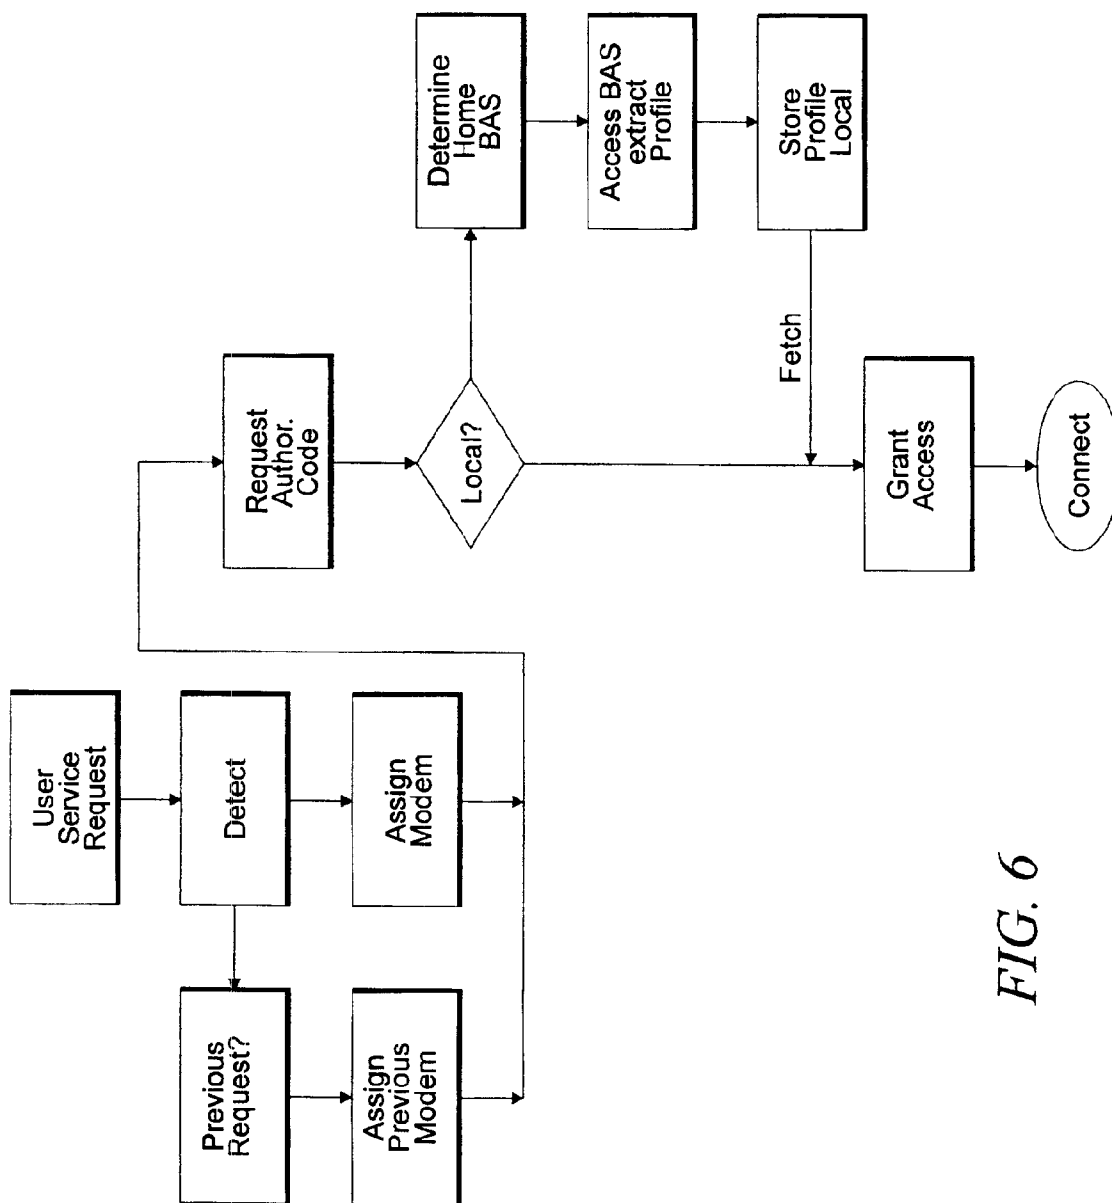 User
Service
Request
Detect
Previous
Request?
Assign
Modem
Assign
Previous
Modem
Request
Author.
Code
Local?
Determine
Home
BAS
Access BAS
extract
Profile
Store
Profile
Local
Fetch
Grant
Access
Connect
FIG. 6